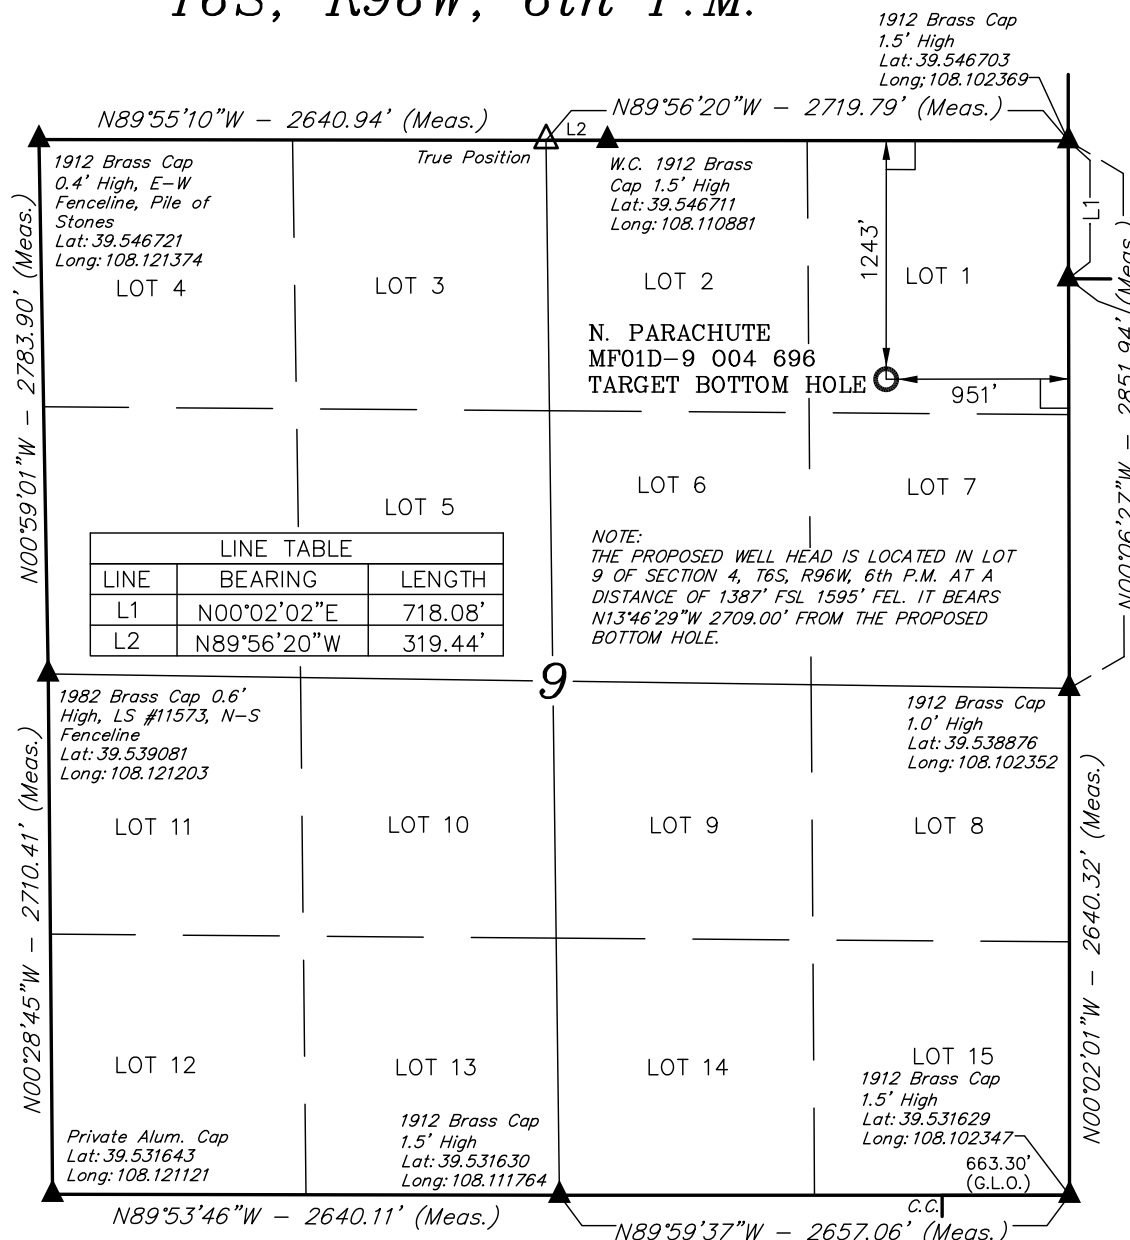 T6S, R96W, 6th P.M.
1912 Brass Cap
1.5' High
Lat: 39.546703
Long; 108.102369
N89°55'10"W – 2640.94' (Meas.)
N89°56'20"W – 2719.79' (Meas.)
L2
True Position
1912 Brass Cap
0.4' High, E–W
Fenceline, Pile of
Stones
Lat: 39.546721
Long: 108.121374
W.C. 1912 Brass
Cap 1.5' High
Lat: 39.546711
Long: 108.110881
L1
1243'
LOT 4
LOT 3
LOT 2
LOT 1
N00°59'01"W – 2783.90' (Meas.)
N. PARACHUTE
MF01D–9 O04 696
TARGET BOTTOM HOLE
951'
N00°06'27"W – 2851.94' (Meas.)
LOT 5
LOT 6
LOT 7
LINE TABLE
LINE BEARING LENGTH
L1 N00°02'02"E 718.08'
L2 N89°56'20"W 319.44'
NOTE:
THE PROPOSED WELL HEAD IS LOCATED IN LOT
9 OF SECTION 4, T6S, R96W, 6th P.M. AT A
DISTANCE OF 1387' FSL 1595' FEL. IT BEARS
N13°46'29"W 2709.00' FROM THE PROPOSED
BOTTOM HOLE.
9
1982 Brass Cap 0.6'
High, LS #11573, N–S
Fenceline
Lat: 39.539081
Long: 108.121203
1912 Brass Cap
1.0' High
Lat: 39.538876
Long: 108.102352
LOT 11
LOT 10
LOT 9
LOT 8
N00°28'45"W – 2710.41' (Meas.)
N00°02'01"W – 2640.32' (Meas.)
LOT 12
LOT 13
LOT 14
LOT 15
1912 Brass Cap
1.5' High
Lat: 39.531629
Long: 108.102347
Private Alum. Cap
Lat: 39.531643
Long: 108.121121
1912 Brass Cap
1.5' High
Lat: 39.531630
Long: 108.111764
663.30'
(G.L.O.)
C.C.
N89°53'46"W – 2640.11' (Meas.)
N89°59'37"W – 2657.06' (Meas.)